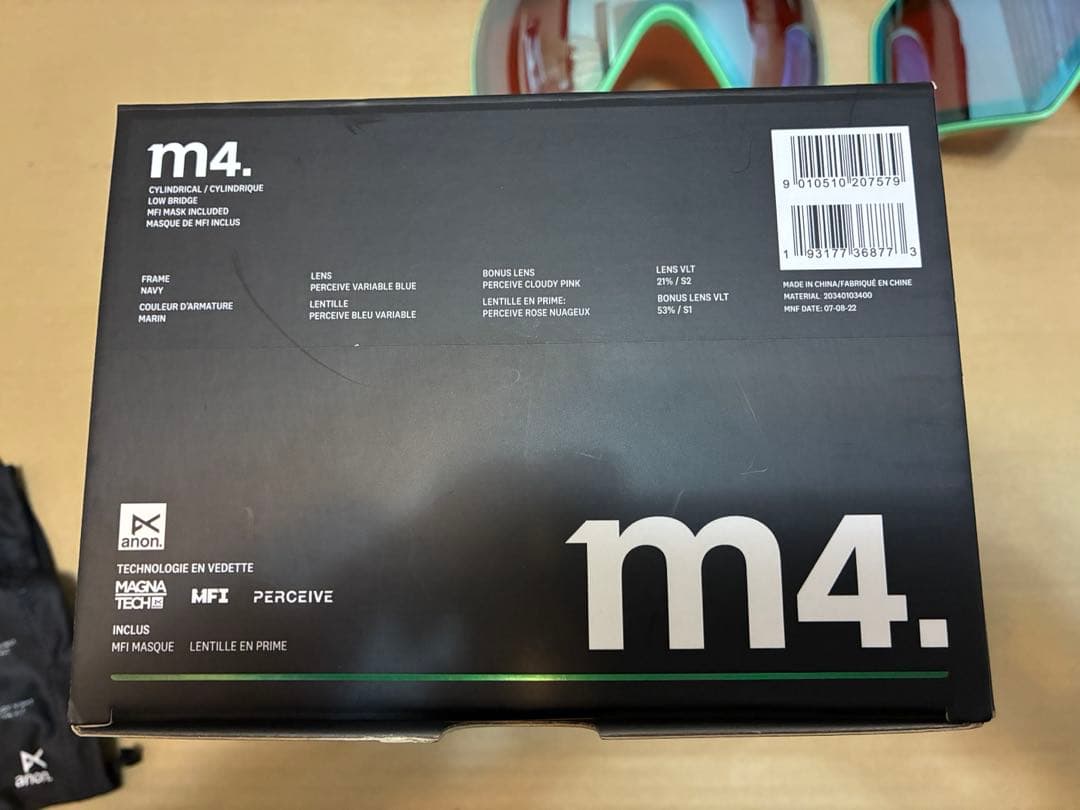 m4.
CYLINDRICAL / CYLINDRIQUE
LOW BRIDGE
MFI MASK INCLUDED
MASQUE DE MFI INCLUS
9 010510 207579
1 93177 36877 3
FRAME
NAVY
COULEUR D'ARMATURE
MARIN
LENS
PERCEIVE VARIABLE BLUE
LENTILLE
PERCEIVE BLEU VARIABLE
BONUS LENS
PERCEIVE CLOUDY PINK
LENTILLE EN PRIME:
PERCEIVE ROSE NUAGEUX
LENS VLT
21% / S2
BONUS LENS VLT
53% / S1
MADE IN CHINA/FABRIQUÉ EN CHINE
MATERIAL: 20340103400
MNF DATE: 07-08-22
anon.
TECHNOLOGIE EN VEDETTE
MAGNA
TECH
MFI
PERCEIVE
INCLUS
MFI MASQUE LENTILLE EN PRIME
m4.
anon.